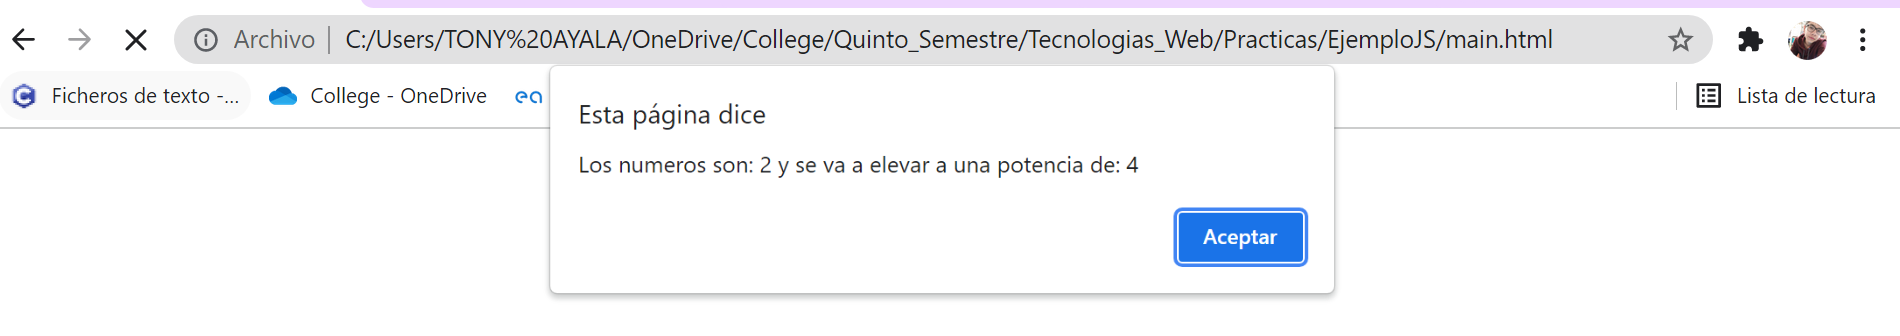 Archivo C:/Users/TONY%20AYALA/OneDrive/College/Quinto_Semestre/Tecnologias_Web/Practicas/EjemploJS/main.html
Ficheros de texto -... College - OneDrive ea Lista de lectura
Esta página dice
Los numeros son: 2 y se va a elevar a una potencia de: 4
Aceptar